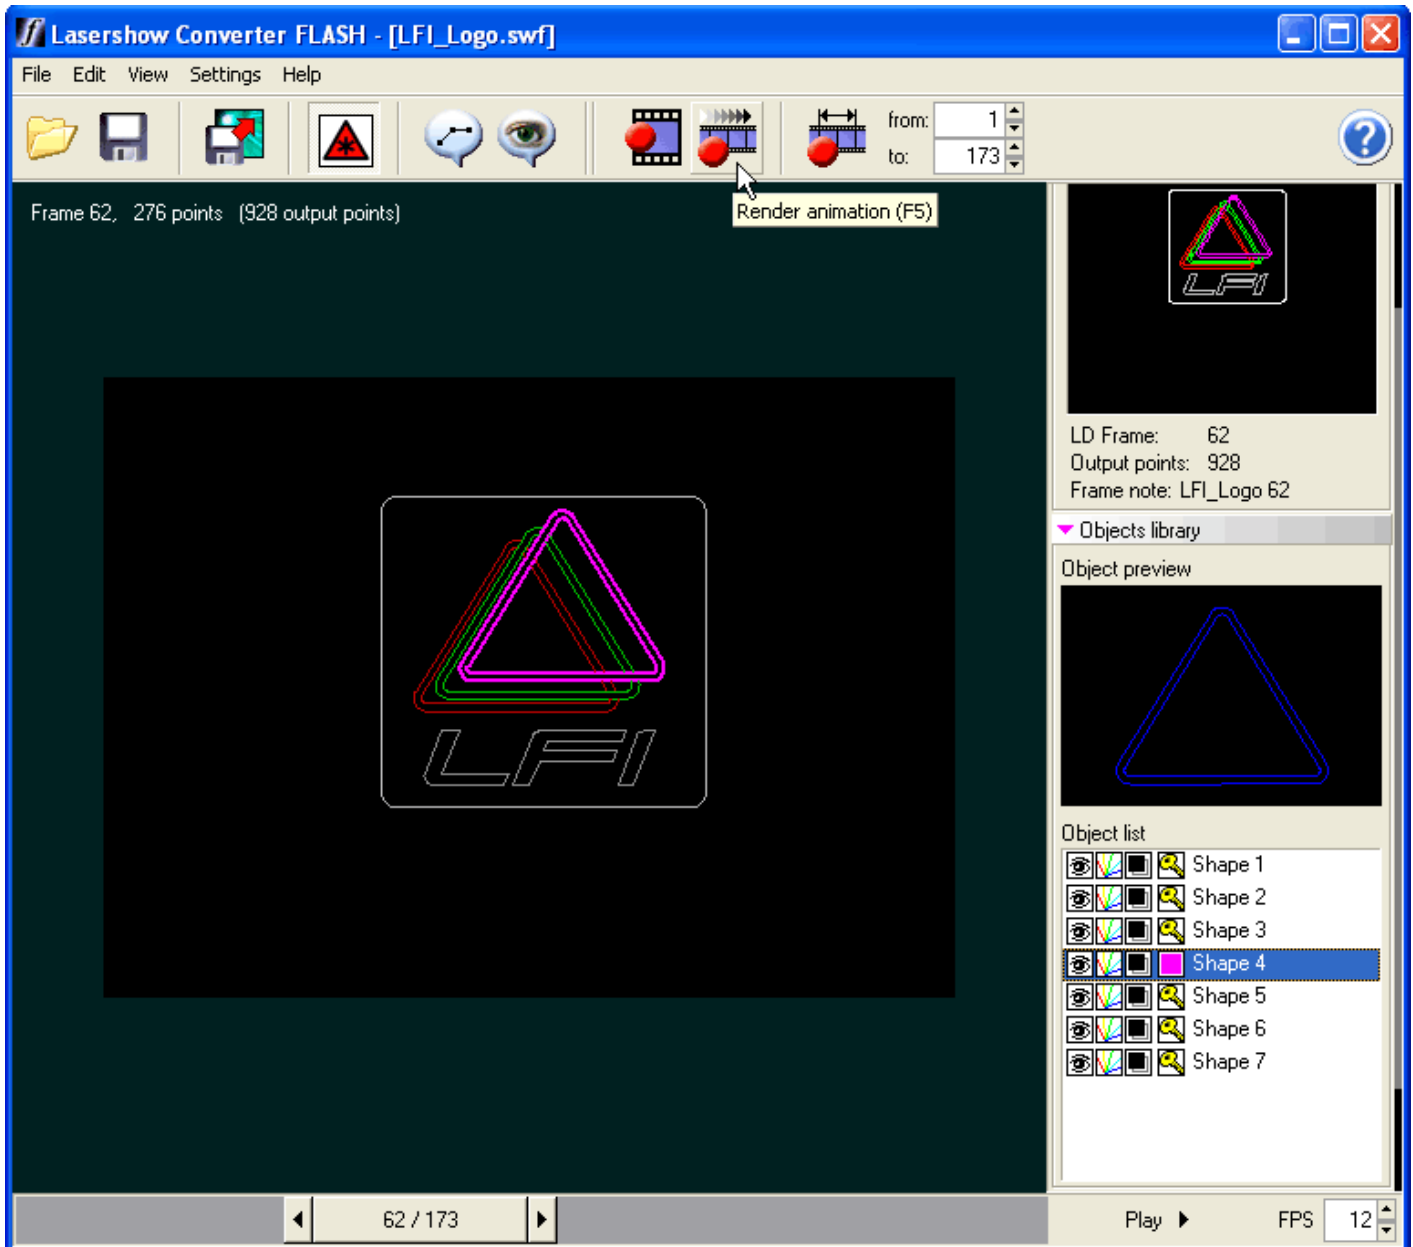 Lasershow Converter FLASH - [LFI_Logo.swf]
File Edit View Settings Help
from: 1
to: 173
Render animation (F5)
Frame 62, 276 points (928 output points)
LFI
LFI
LD Frame: 62
Output points: 928
Frame note: LFI_Logo 62
Objects library
Object preview
Object list
Shape 1
Shape 2
Shape 3
Shape 4
Shape 5
Shape 6
Shape 7
62 / 173
Play
FPS 12